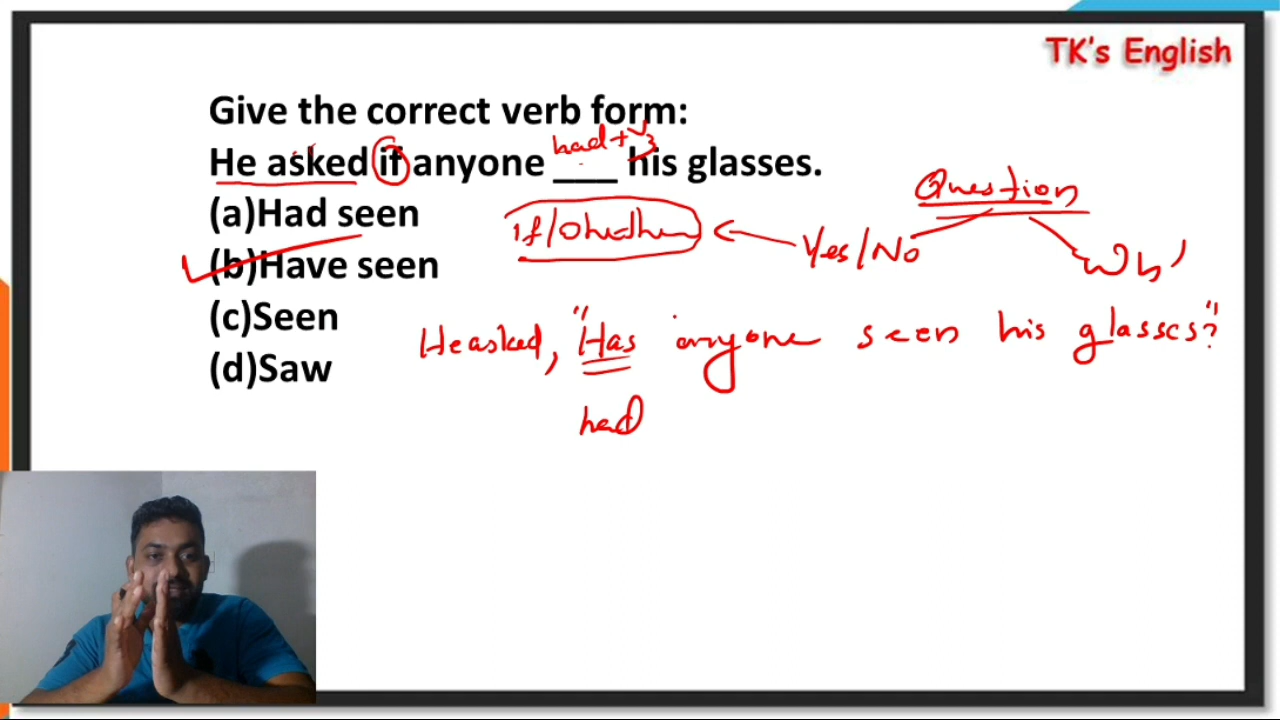 TK's English
Give the correct verb form:
had + V3
He asked if anyone ___ his glasses.
Question
(a)Had seen
If/Whether
Yes/No
Wh
(b)Have seen
(c)Seen
He asked, "Has anyone seen his glasses?"
(d)Saw
had